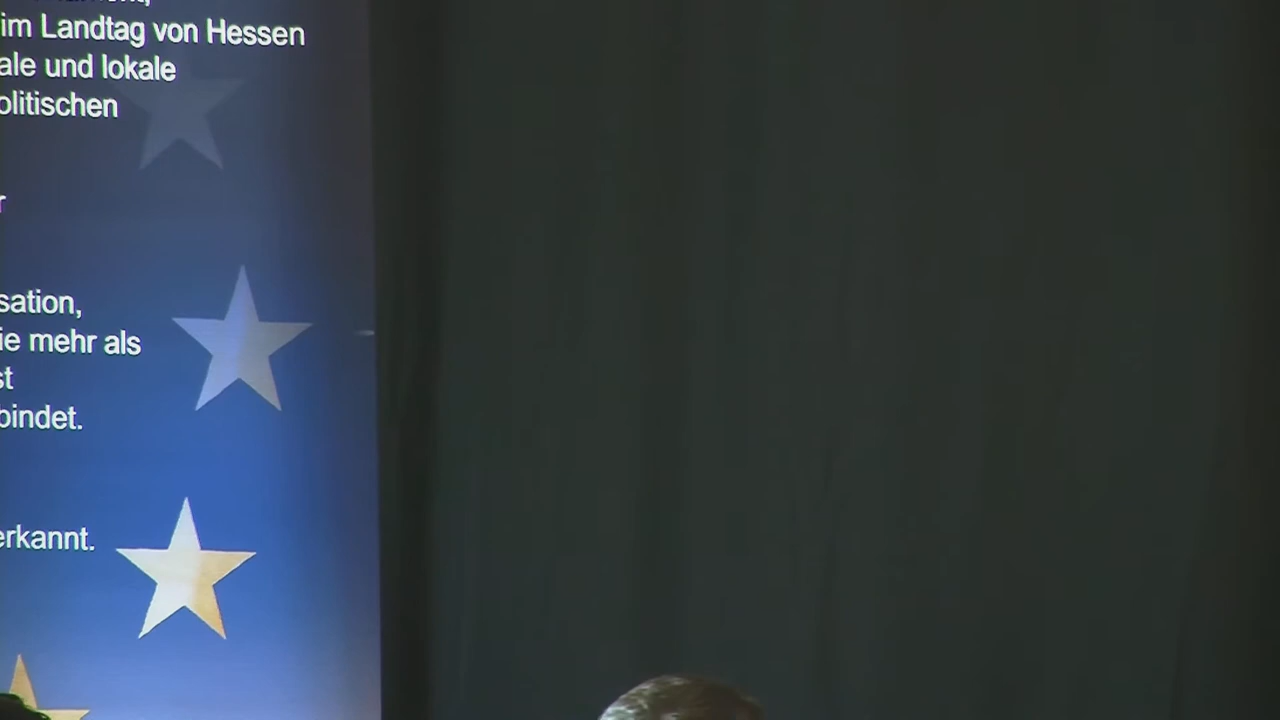 im Landtag von Hessen
ale und lokale
olitischen
r
sation,
ie mehr als
st
bindet.
erkannt.